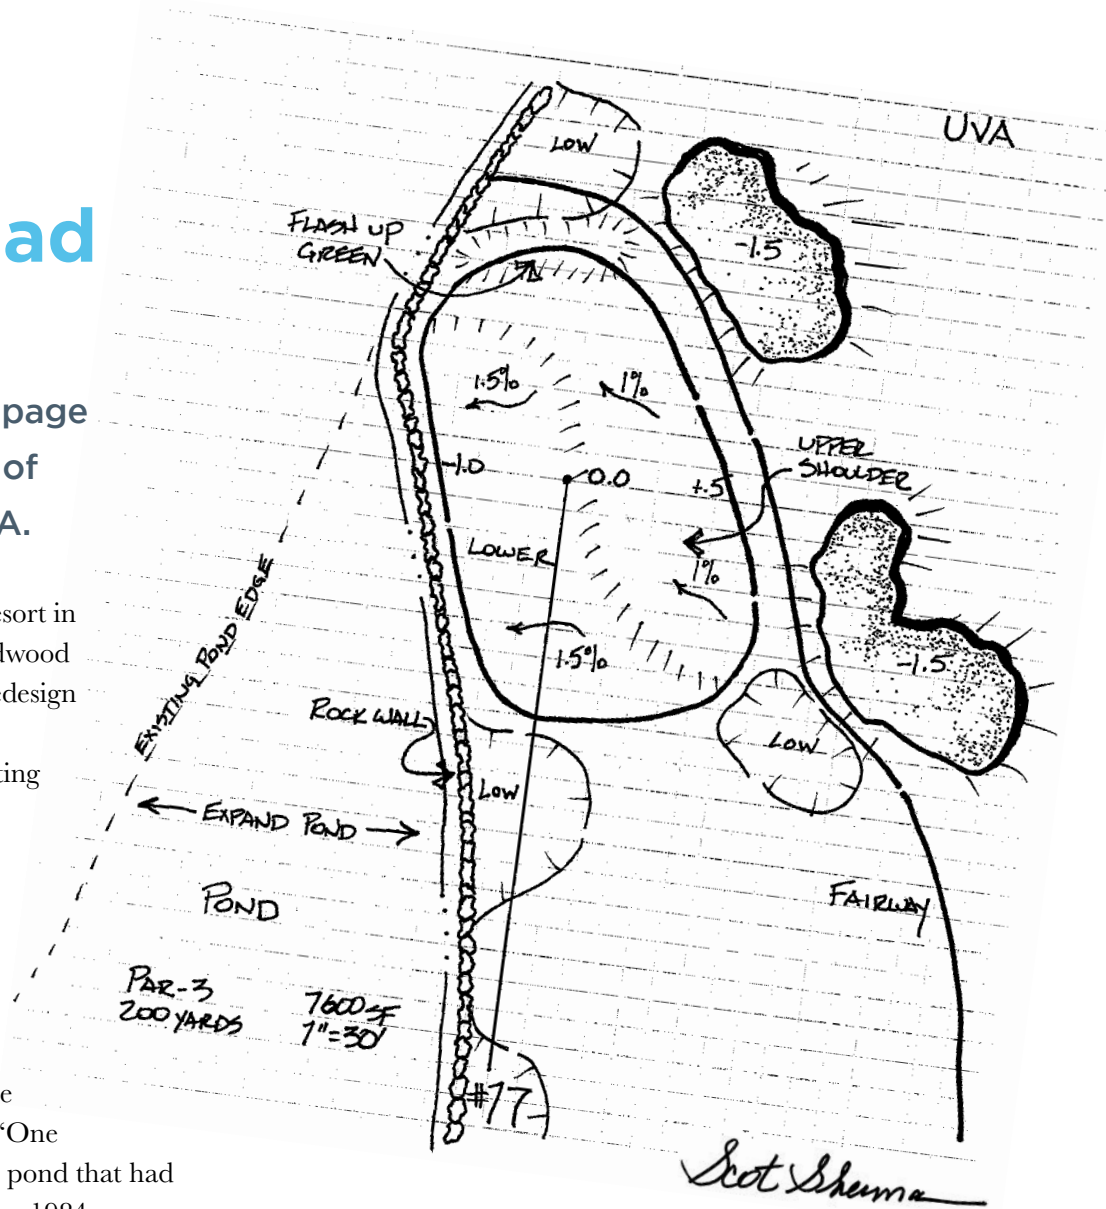 ad
page
of
A.
esort in
dwood
edesign
ting
e
‘One
pond that had
UVA
LOW
-1.5
FLASH UP
GREEN
1.5%
1%
UPPER
SHOULDER
-1.0
0.0
+.5
LOWER
1%
1.5%
-1.5
EXISTING POND EDGE
ROCK WALL
LOW
LOW
EXPAND POND
POND
FAIRWAY
PAR-3
200 YARDS
7600 SF
1"=30'
#17
Scot Sherman